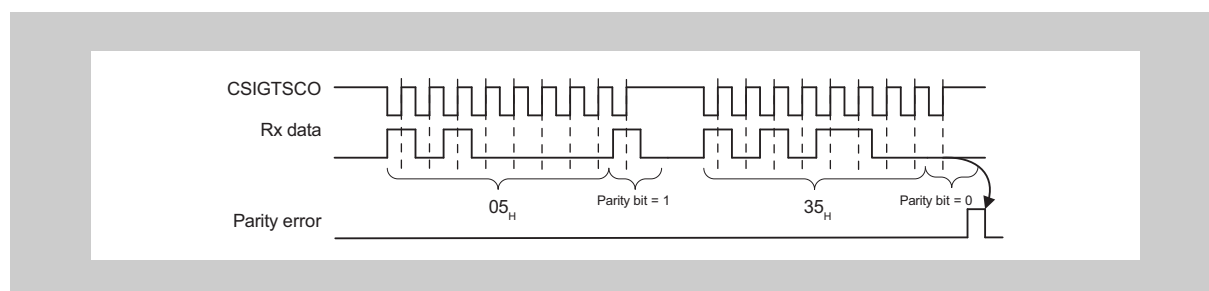 CSIGTSCO
Rx data
05H
Parity bit = 1
35H
Parity bit = 0
Parity error